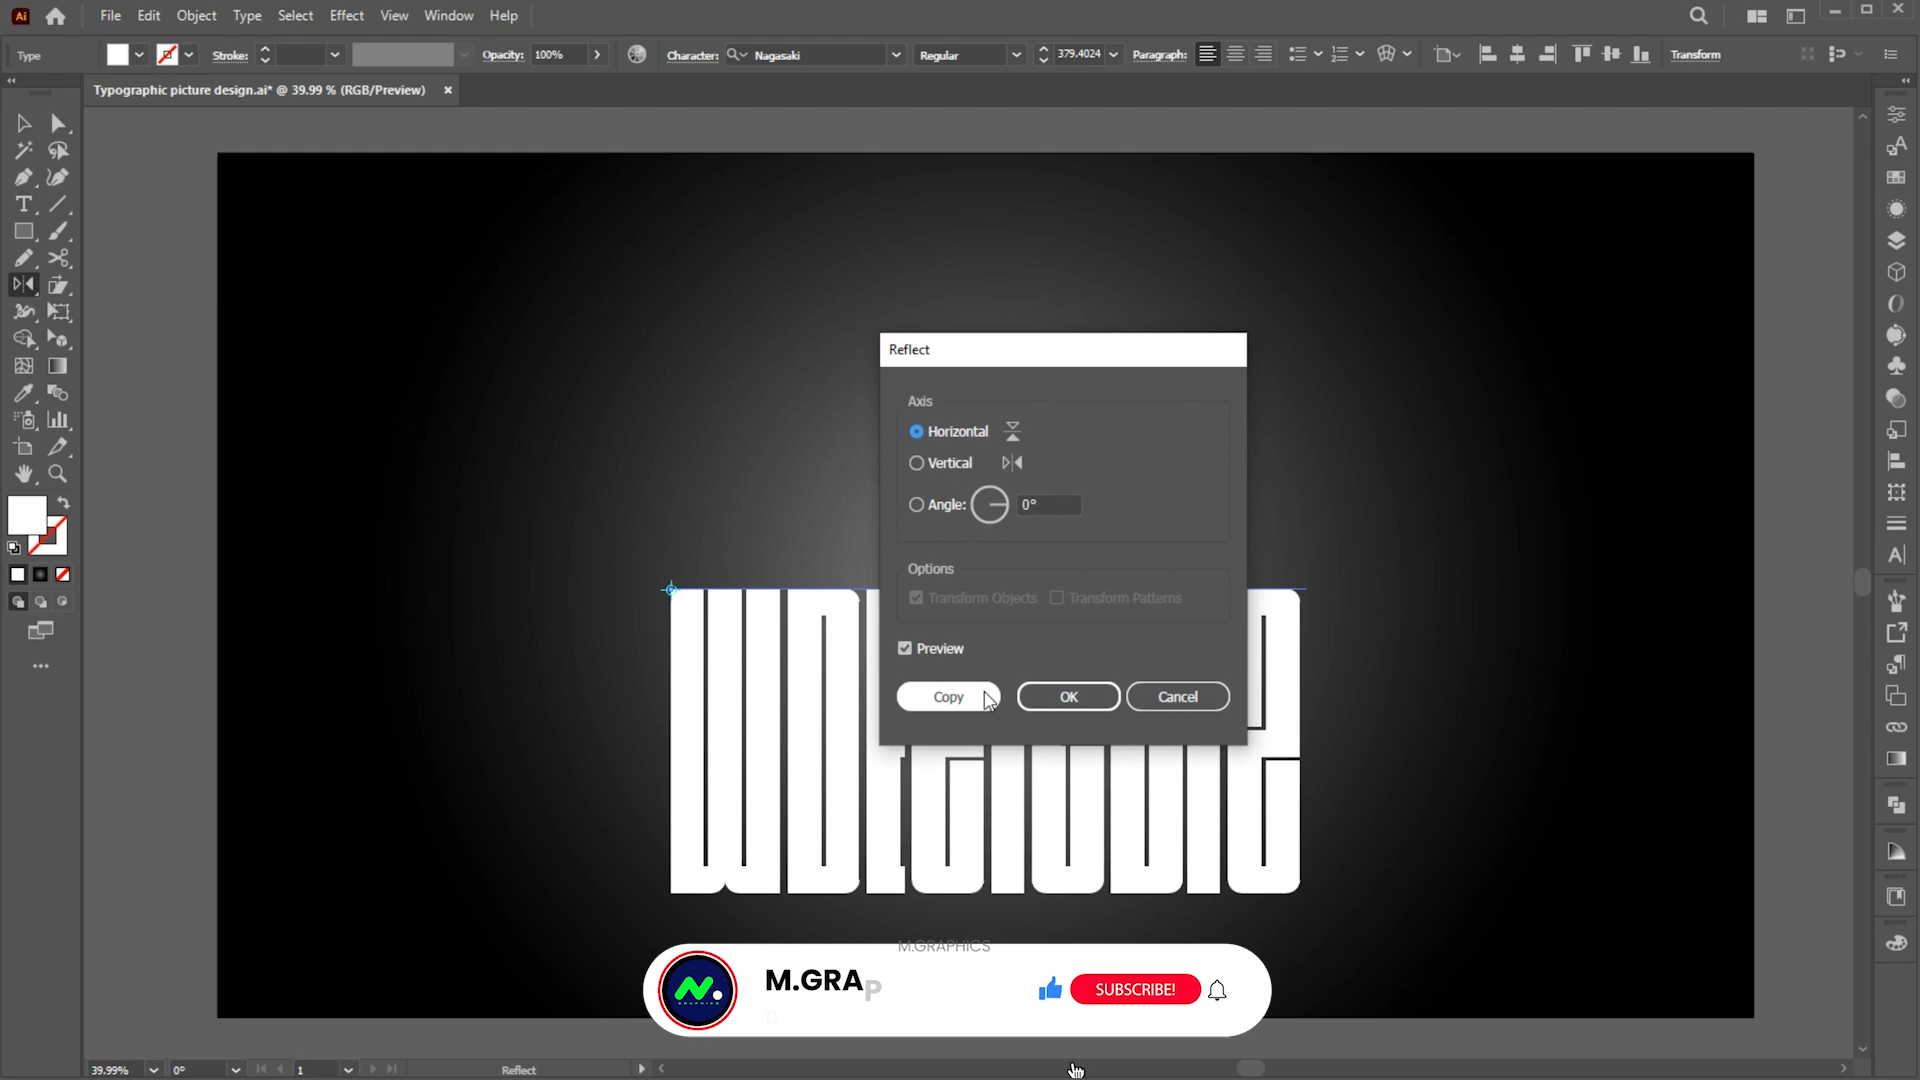 Ai File Edit Object Type Select Effect View Window Help
Type Stroke: Opacity: 100% Character: Nagasaki Regular 379.4024 Paragraph: Transform
Typographic picture design.ai* @ 39.99 % (RGB/Preview)
Reflect
Axis
Horizontal
Vertical
Angle: 0°
Options
Transform Objects Transform Patterns
Preview
Copy OK Cancel
M.GRAPHICS
M.GRAP
SUBSCRIBE!
39.99% 0° 1 Reflect